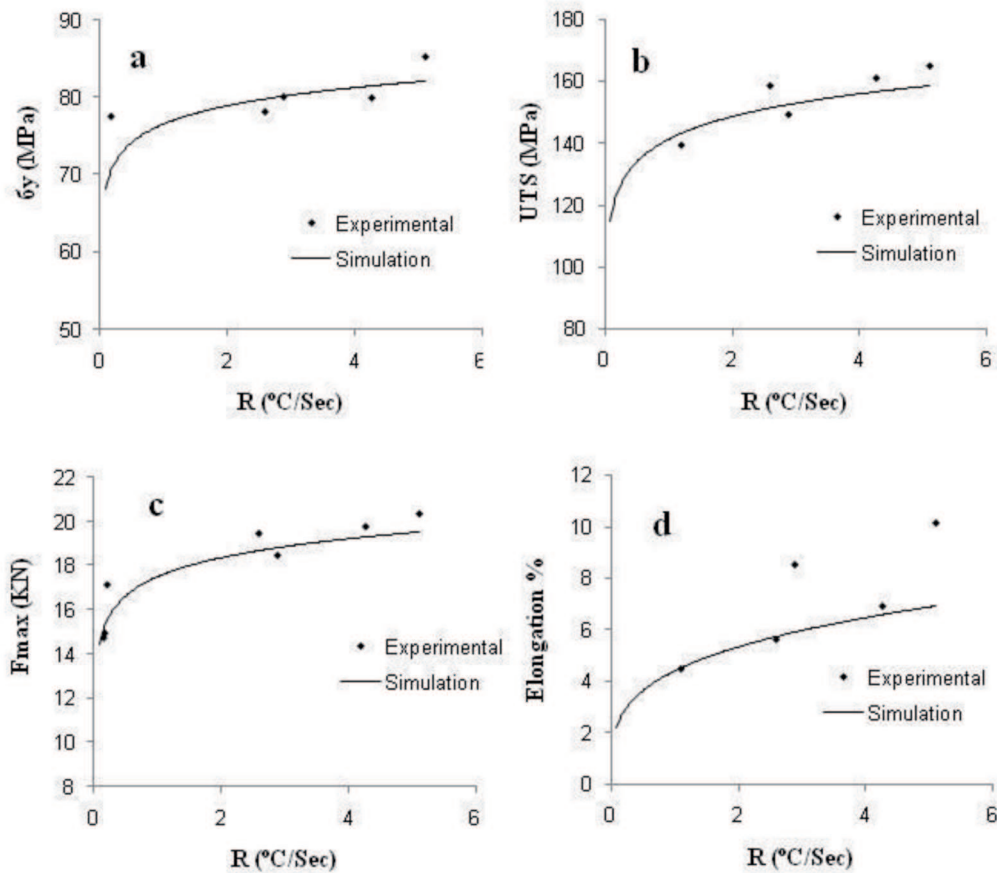 a
90
80
70
60
50
0 2 4 6
бy (MPa)
R (ºC/Sec)
Experimental
Simulation
b
180
160
140
120
100
80
0 2 4 6
UTS (MPa)
R (ºC/Sec)
Experimental
Simulation
c
22
20
18
16
14
12
10
8
0 2 4 6
Fmax (KN)
R (ºC/Sec)
Experimental
Simulation
d
12
10
8
6
4
2
0
0 2 4 6
Elongation %
R (ºC/Sec)
Experimental
Simulation